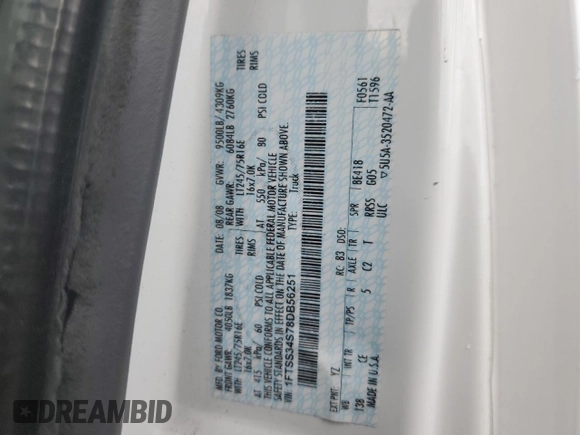 MFD. BY FORD MOTOR CO.
DATE: 08/08 GVWR: 9500LB/ 4309KG
FRONT GAWR: 4050LB 1837KG
REAR GAWR: 6084LB 2760KG
WITH LT245/75R16E TIRES
WITH LT245/75R16E TIRES
16x7.0K RIMS
16x7.0K RIMS
AT 415 kPa/ 60 PSI COLD
AT 550 kPa/ 80 PSI COLD
THIS VEHICLE CONFORMS TO ALL APPLICABLE FEDERAL MOTOR VEHICLE
SAFETY STANDARDS IN EFFECT ON THE DATE OF MANUFACTURE SHOWN ABOVE.
VIN: 1FTSS34S78DB56251
TYPE: Truck
F0561
T1596
EXT PNT: YZ RC: 83 DSO: BE418
WB INT TR TP/PS R AXLE TR SPR RPSS G05
138 CE 5 C2 T ULC
MADE IN U.S.A. ▽5U5A-3520472-AA
DREAMBID